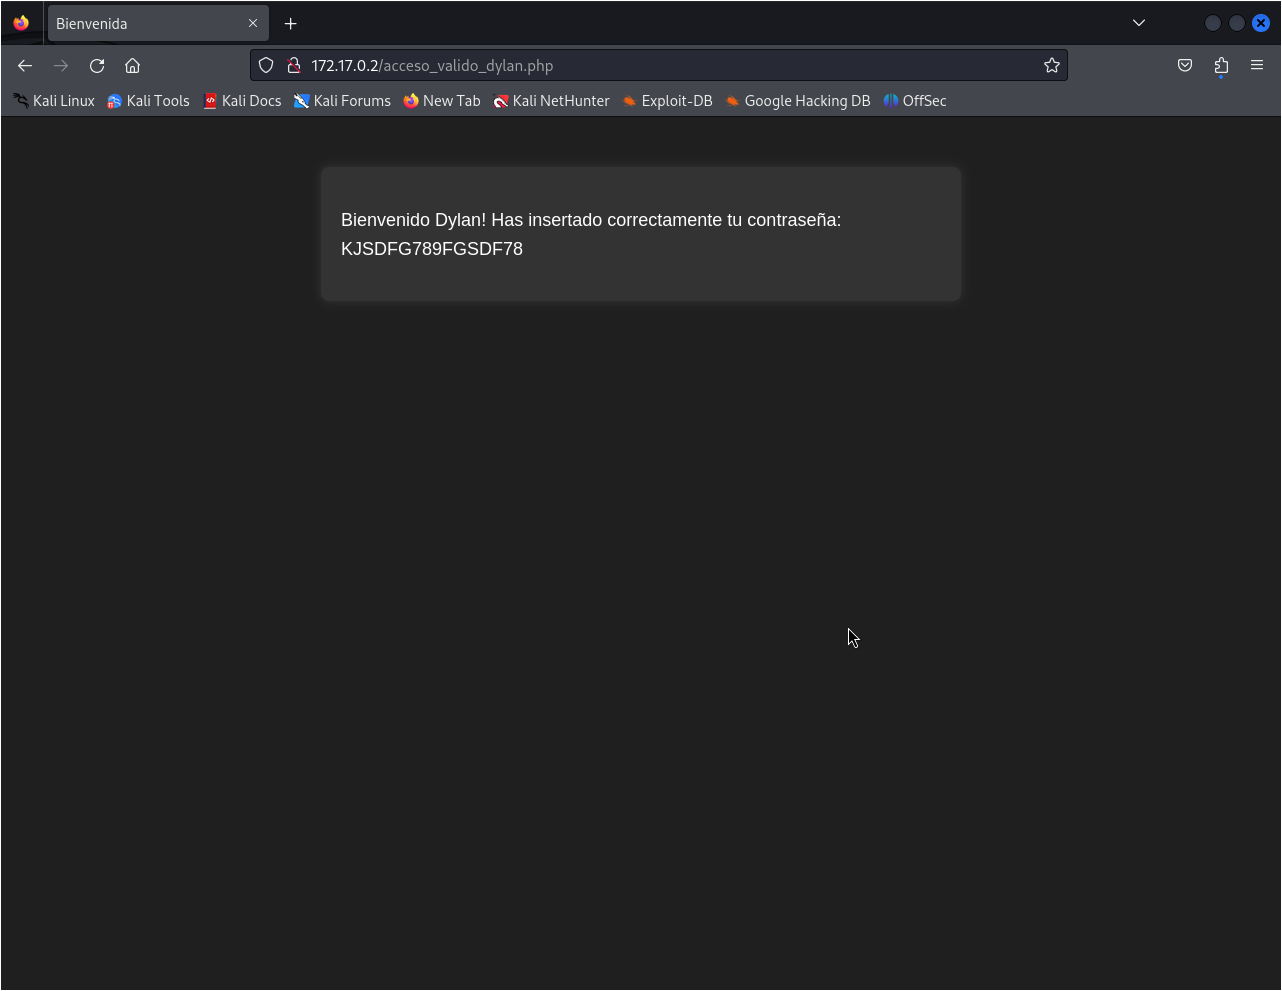 Bienvenida
172.17.0.2/acceso_valido_dylan.php
Kali Linux Kali Tools Kali Docs Kali Forums New Tab Kali NetHunter Exploit-DB Google Hacking DB OffSec
Bienvenido Dylan! Has insertado correctamente tu contraseña:
KJSDFG789FGSDF78